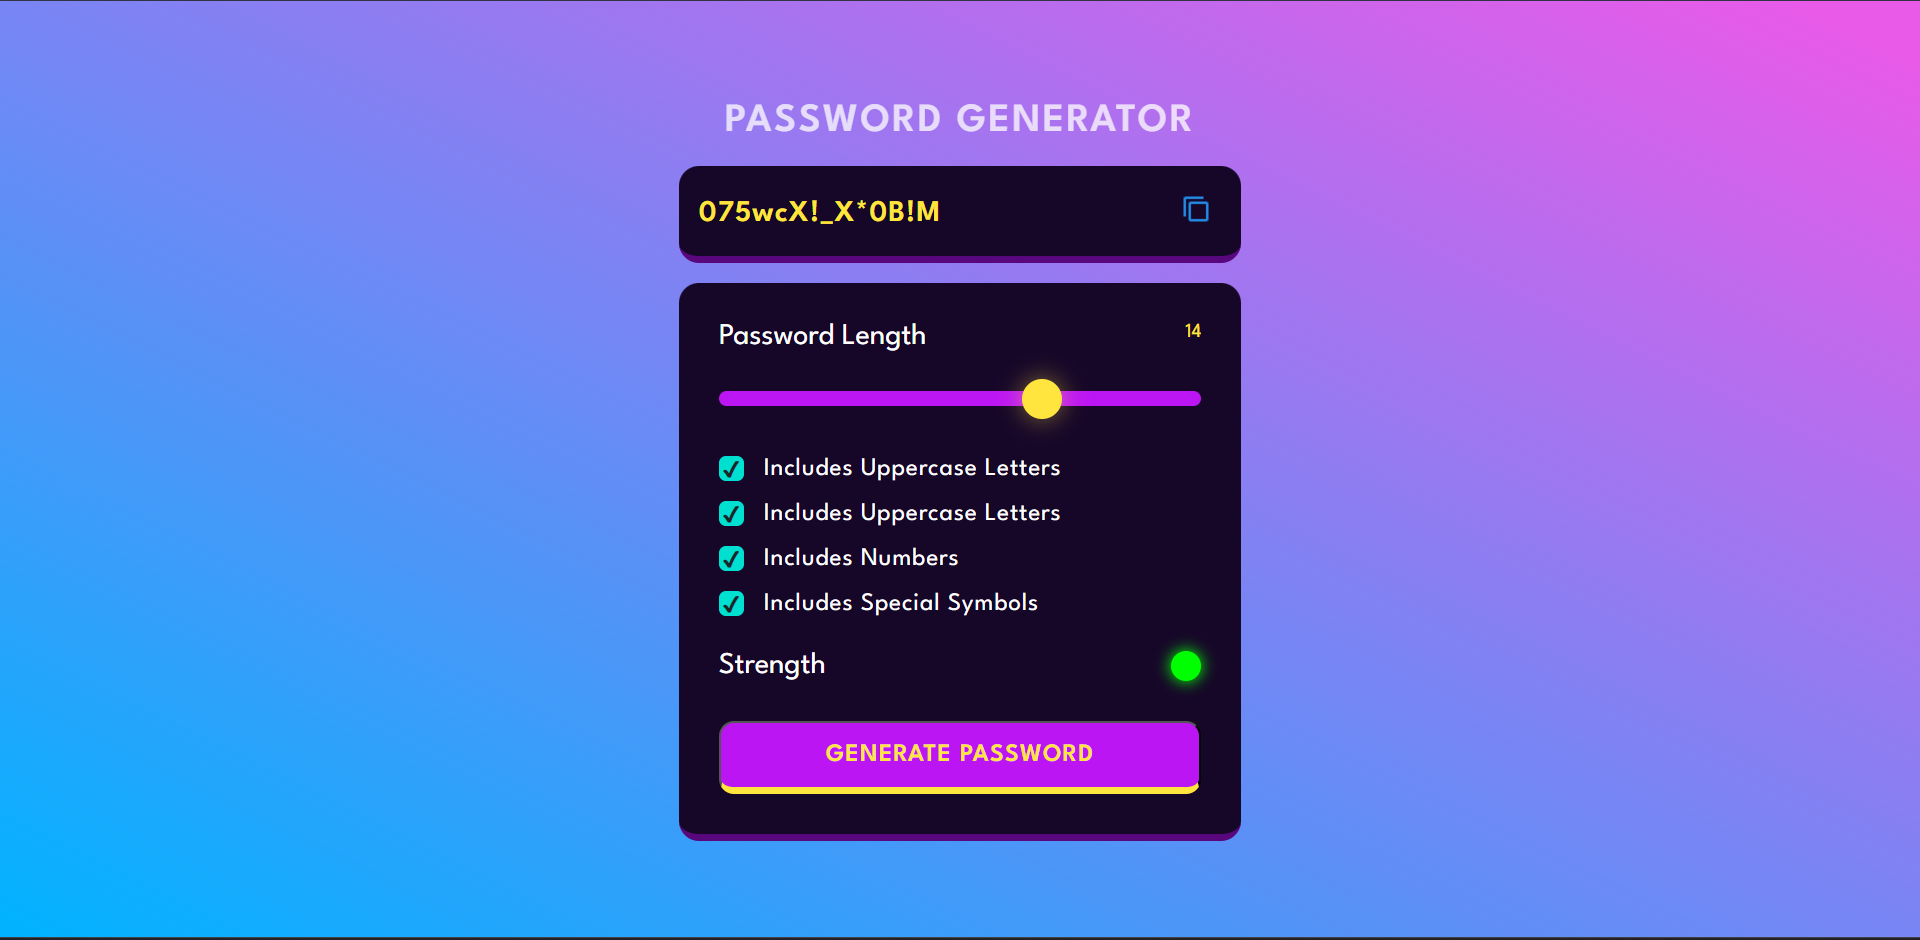 PASSWORD GENERATOR
075wcX!_X*0B!M
Password Length
14
Includes Uppercase Letters
Includes Uppercase Letters
Includes Numbers
Includes Special Symbols
Strength
GENERATE PASSWORD